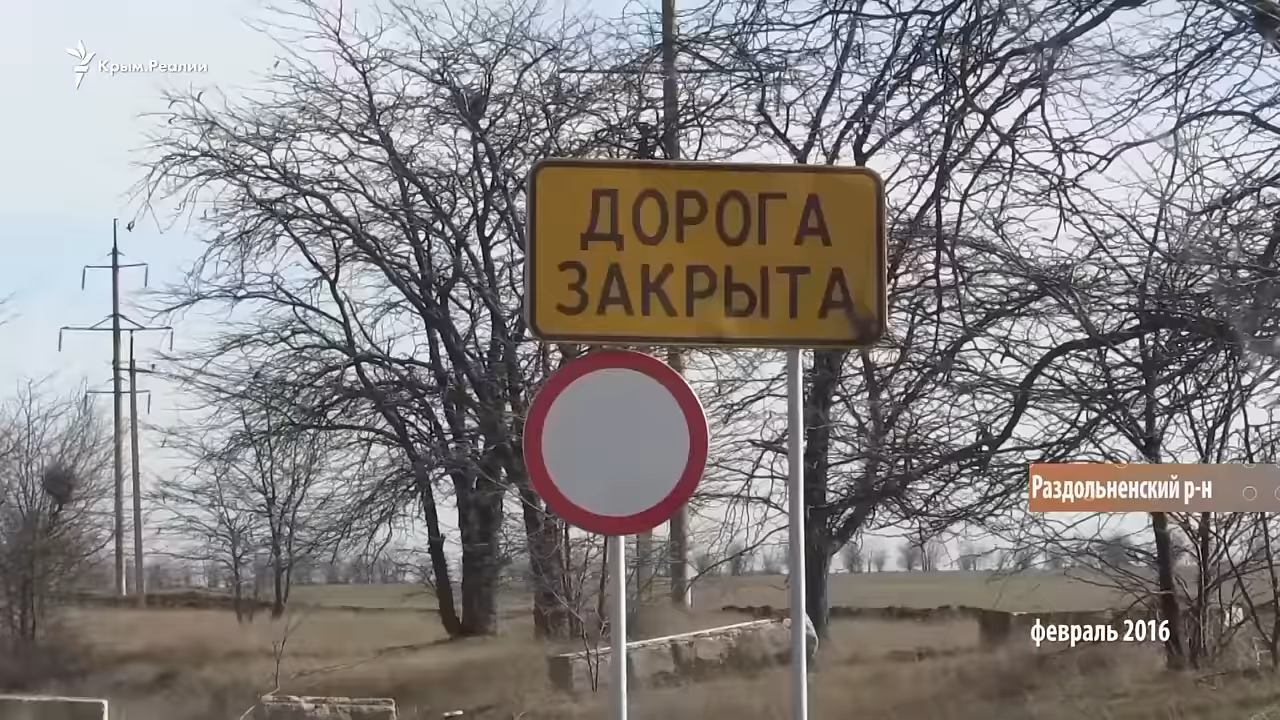 Крым.Реалии
ДОРОГА
ЗАКРЫТА
Раздольненский р-н
февраль 2016